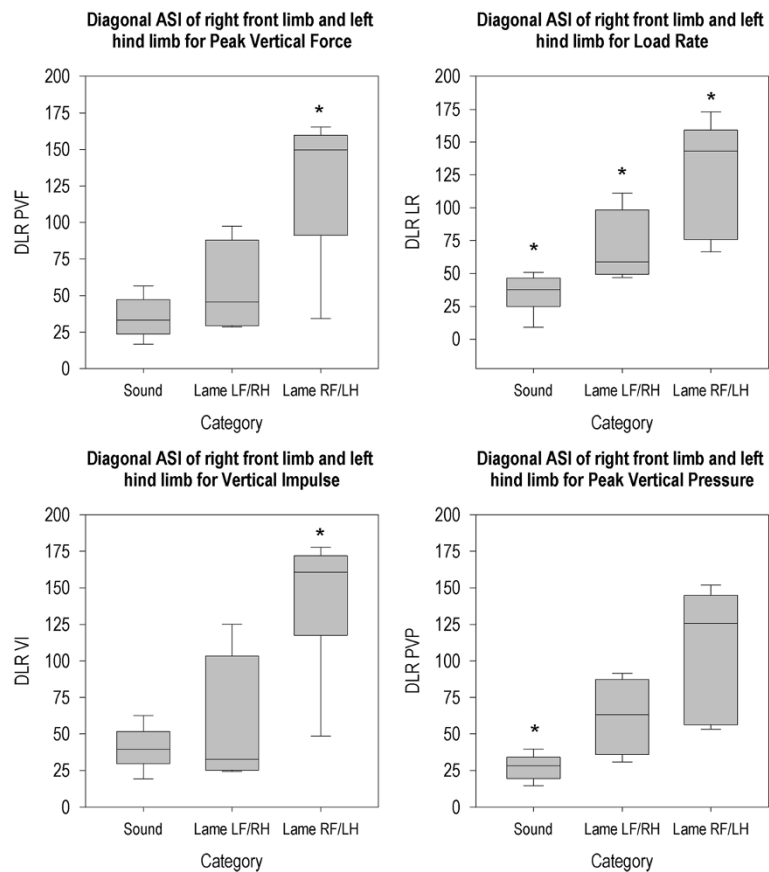 Diagonal ASI of right front limb and left
hind limb for Peak Vertical Force
200
175
150
125
100
75
50
25
0
DLR PVF
*
Sound Lame LF/RH Lame RF/LH
Category
Diagonal ASI of right front limb and left
hind limb for Load Rate
200
175
150
125
100
75
50
25
0
DLR LR
* * *
Sound Lame LF/RH Lame RF/LH
Category
Diagonal ASI of right front limb and left
hind limb for Vertical Impulse
200
175
150
125
100
75
50
25
0
DLR VI
*
Sound Lame LF/RH Lame RF/LH
Category
Diagonal ASI of right front limb and left
hind limb for Peak Vertical Pressure
200
175
150
125
100
75
50
25
0
DLR PVP
*
Sound Lame LF/RH Lame RF/LH
Category